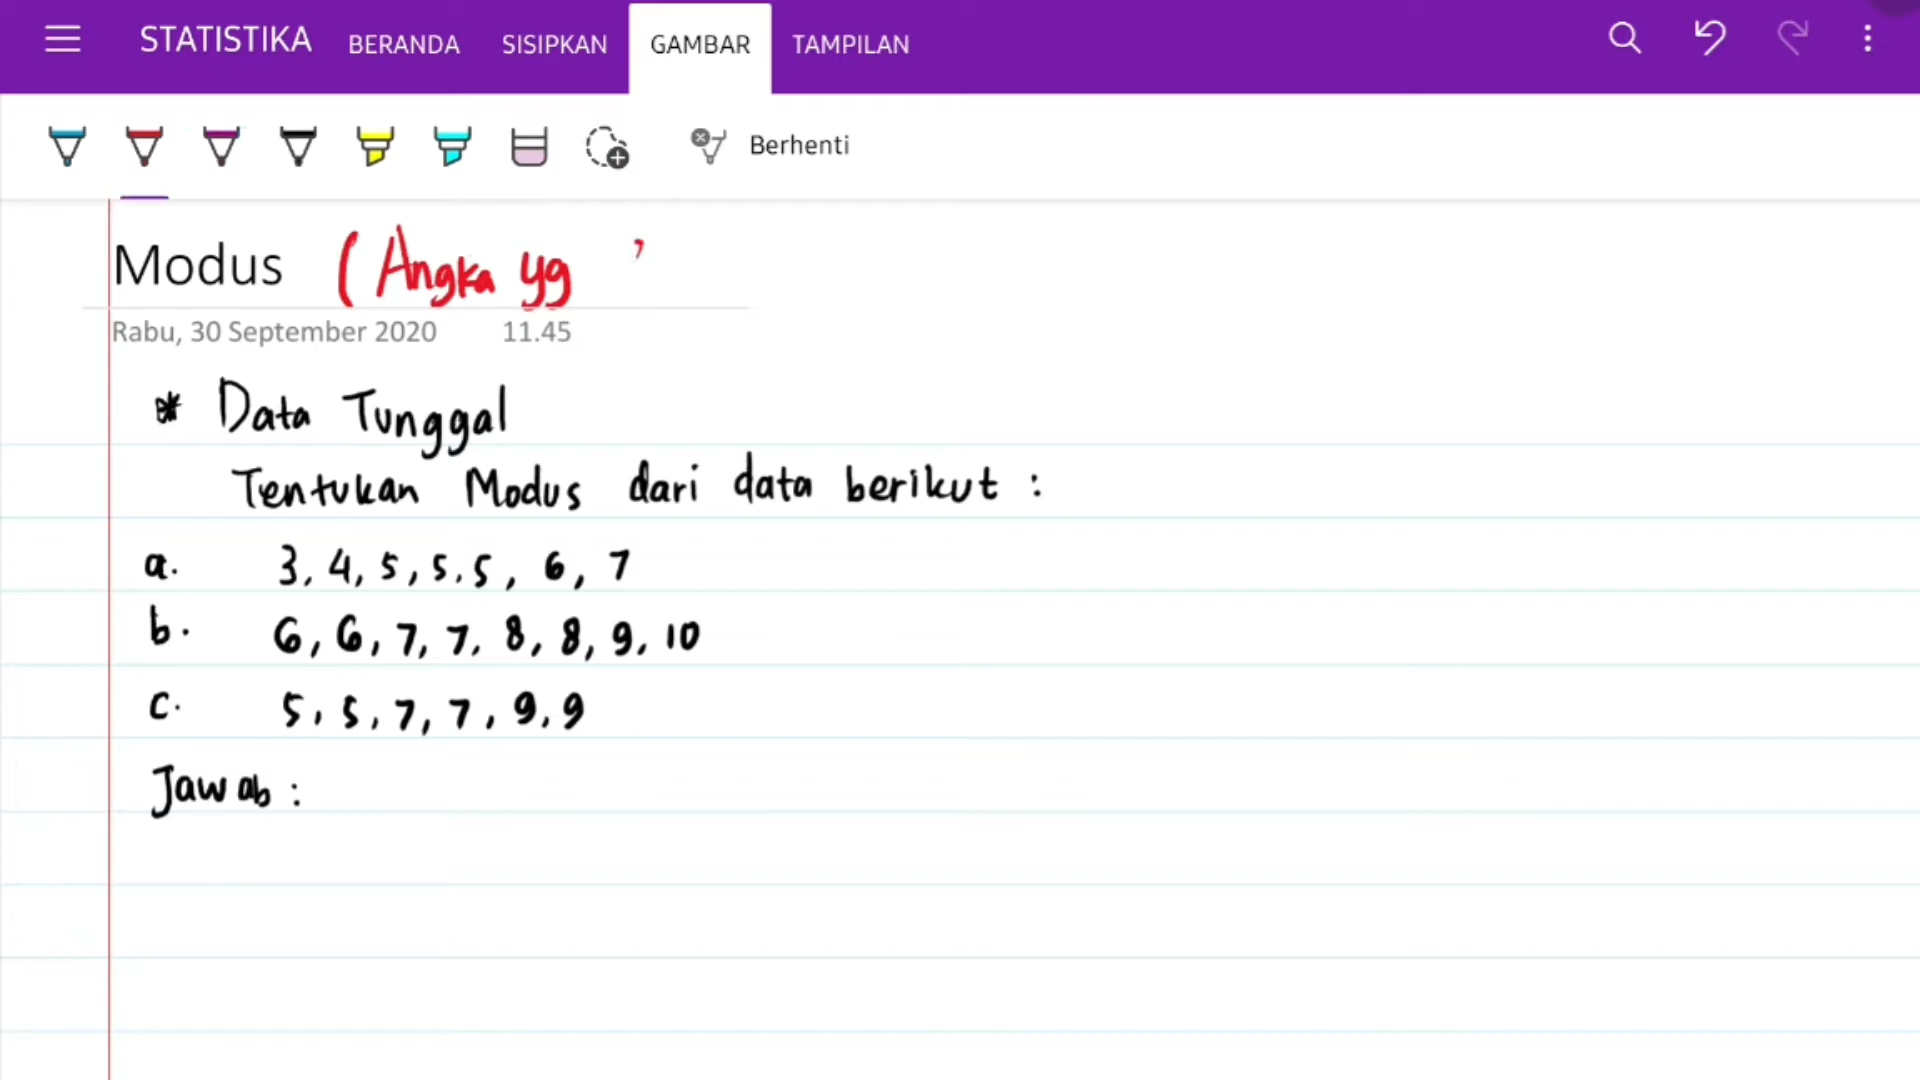 STATISTIKA BERANDA SISIPKAN GAMBAR TAMPILAN
Berhenti
Modus (Angka yg
Rabu, 30 September 2020 11.45
* Data Tunggal
Tentukan Modus dari data berikut :
a. 3, 4, 5, 5, 5, 6, 7
b. 6, 6, 7, 7, 8, 8, 9, 10
c. 5, 5, 7, 7, 9, 9
Jawab :